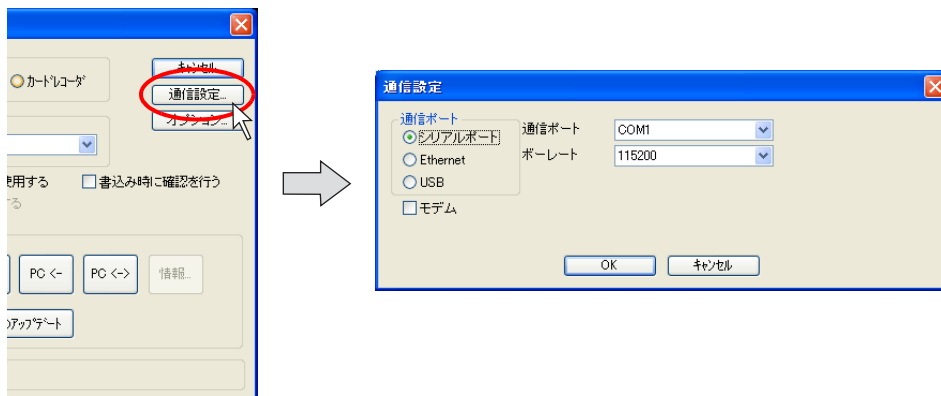 カードレコーダ
キャンセル
通信設定...
オプション...
使用する
書込み時に確認を行う
する
PC <-
PC <->
情報...
のアップデート
通信設定
通信ポート
シリアルポート
Ethernet
USB
モデム
通信ポート
COM1
ボーレート
115200
OK
キャンセル